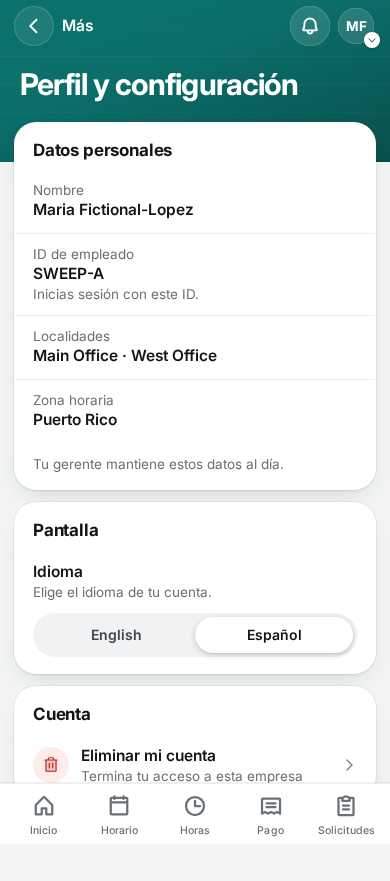 Más
MF
Perfil y configuración
Datos personales
Nombre
Maria Fictional-Lopez
ID de empleado
SWEEP-A
Inicias sesión con este ID.
Localidades
Main Office · West Office
Zona horaria
Puerto Rico
Tu gerente mantiene estos datos al día.
Pantalla
Idioma
Elige el idioma de tu cuenta.
English Español
Cuenta
Eliminar mi cuenta
Termina tu acceso a esta empresa
Inicio Horario Horas Pago Solicitudes